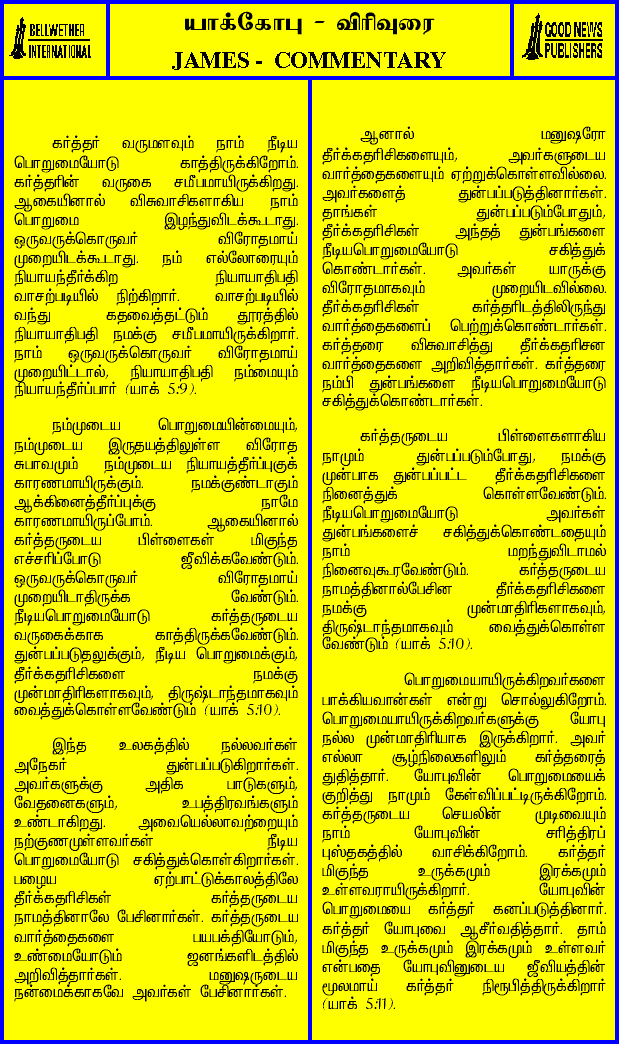 BELLWETHER
INTERNATIONAL
யாக்கோபு - விரிவுரை
JAMES - COMMENTARY
GOOD NEWS
PUBLISHERS
கர்த்தர் வருமளவும் நாம் நீடிய
பொறுமையோடு காத்திருக்கிறோம்.
கர்த்தரின் வருகை சமீபமாயிருக்கிறது.
ஆகையினால் விசுவாசிகளாகிய நாம்
பொறுமை இழந்துவிடக்கூடாது.
ஒருவருக்கொருவர் விரோதமாய்
முறையிடக்கூடாது. நம் எல்லோரையும்
நியாயந்தீர்க்கிற நியாயாதிபதி
வாசற்படியில் நிற்கிறார். வாசற்படியில்
வந்து கதவைத்தட்டும் தூரத்தில்
நியாயாதிபதி நமக்கு சமீபமாயிருக்கிறார்.
நாம் ஒருவருக்கொருவர் விரோதமாய்
முறையிட்டால், நியாயாதிபதி நம்மையும்
நியாயந்தீர்ப்பார் (யாக் 5:9).
நம்முடைய பொறுமையின்மையும்,
நம்முடைய இருதயத்திலுள்ள விரோத
சுபாவமும் நம்முடைய நியாயத்தீர்ப்புகுக்
காரணமாயிருக்கும். நமக்குண்டாகும்
ஆக்கினைத்தீர்ப்புக்கு நாமே
காரணமாயிருப்போம். ஆகையினால்
கர்த்தருடைய பிள்ளைகள் மிகுந்த
எச்சரிப்போடு ஜீவிக்கவேண்டும்.
ஒருவருக்கொருவர் விரோதமாய்
முறையிடாதிருக்க வேண்டும்.
நீடியபொறுமையோடு கர்த்தருடைய
வருகைக்காக காத்திருக்கவேண்டும்.
துன்பப்படுதலுக்கும், நீடிய பொறுமைக்கும்,
தீர்க்கதரிசிகளை நமக்கு
முன்மாதிரிகளாகவும், திருஷ்டாந்தமாகவும்
வைத்துக்கொள்ளவேண்டும் (யாக் 5:10).
இந்த உலகத்தில் நல்லவர்கள்
அநேகர் துன்பப்படுகிறார்கள்.
அவர்களுக்கு அதிக பாடுகளும்,
வேதனைகளும், உபத்திரவங்களும்
உண்டாகிறது. அவையெல்லாவற்றையும்
நற்குணமுள்ளவர்கள் நீடிய
பொறுமையோடு சகித்துக்கொள்கிறார்கள்.
பழைய ஏற்பாட்டுக்காலத்திலே
தீர்க்கதரிசிகள் கர்த்தருடைய
நாமத்தினாலே பேசினார்கள். கர்த்தருடைய
வார்த்தைகளை பயபக்தியோடும்,
உண்மையோடும் ஜனங்களிடத்தில்
அறிவித்தார்கள். மனுஷருடைய
நன்மைக்காகவே அவர்கள் பேசினார்கள்.
ஆனால் மனுஷரோ
தீர்க்கதரிசிகளையும், அவர்களுடைய
வார்த்தைகளையும் ஏற்றுக்கொள்ளவில்லை.
அவர்களைத் துன்பப்படுத்தினார்கள்.
தாங்கள் துன்பப்படும்போதும்,
தீர்க்கதரிசிகள் அந்தத் துன்பங்களை
நீடியபொறுமையோடு சகித்துக்
கொண்டார்கள். அவர்கள் யாருக்கு
விரோதமாகவும் முறையிடவில்லை.
தீர்க்கதரிசிகள் கர்த்தரிடத்திலிருந்து
வார்த்தைகளைப் பெற்றுக்கொண்டார்கள்.
கர்த்தரை விசுவாசித்து தீர்க்கதரிசன
வார்த்தைகளை அறிவித்தார்கள். கர்த்தரை
நம்பி துன்பங்களை நீடியபொறுமையோடு
சகித்துக்கொண்டார்கள்.
கர்த்தருடைய பிள்ளைகளாகிய
நாமும் துன்பப்படும்போது, நமக்கு
முன்பாக துன்பப்பட்ட தீர்க்கதரிசிகளை
நினைத்துக் கொள்ளவேண்டும்.
நீடியபொறுமையோடு அவர்கள்
துன்பங்களைச் சகித்துக்கொண்டதையும்
நாம் மறந்துவிடாமல்
நினைவுகூரவேண்டும். கர்த்தருடைய
நாமத்தினால்பேசின தீர்க்கதரிசிகளை
நமக்கு முன்மாதிரிகளாகவும்,
திருஷ்டாந்தமாகவும் வைத்துக்கொள்ள
வேண்டும் (யாக் 5:10).
பொறுமையாயிருக்கிறவர்களை
பாக்கியவான்கள் என்று சொல்லுகிறோம்.
பொறுமையாயிருக்கிறவர்களுக்கு யோபு
நல்ல முன்மாதிரியாக இருக்கிறார். அவர்
எல்லா சூழ்நிலைகளிலும் கர்த்தரைத்
துதித்தார். யோபுவின் பொறுமையைக்
குறித்து நாமும் கேள்விப்பட்டிருக்கிறோம்.
கர்த்தருடைய செயலின் முடிவையும்
நாம் யோபுவின் சரித்திரப்
புஸ்தகத்தில் வாசிக்கிறோம். கர்த்தர்
மிகுந்த உருக்கமும் இரக்கமும்
உள்ளவராயிருக்கிறார். யோபுவின்
பொறுமையை கர்த்தர் கனப்படுத்தினார்.
கர்த்தர் யோபுவை ஆசீர்வதித்தார். தாம்
மிகுந்த உருக்கமும் இரக்கமும் உள்ளவர்
என்பதை யோபுவினுடைய ஜீவியத்தின்
மூலமாய் கர்த்தர் நிரூபித்திருக்கிறார்
(யாக் 5:11).